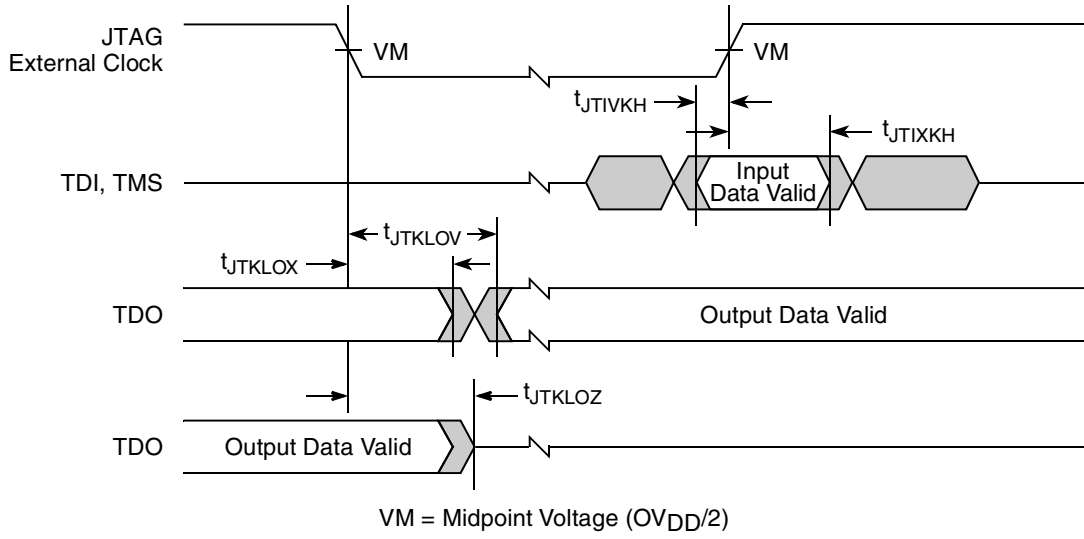 JTAG
External Clock
VM
VM
tJTIVKH
tJTIXKH
TDI, TMS
Input
Data Valid
tJTKLOV
tJTKLOX
TDO
Output Data Valid
tJTKLOZ
TDO
Output Data Valid
VM = Midpoint Voltage (OVDD/2)